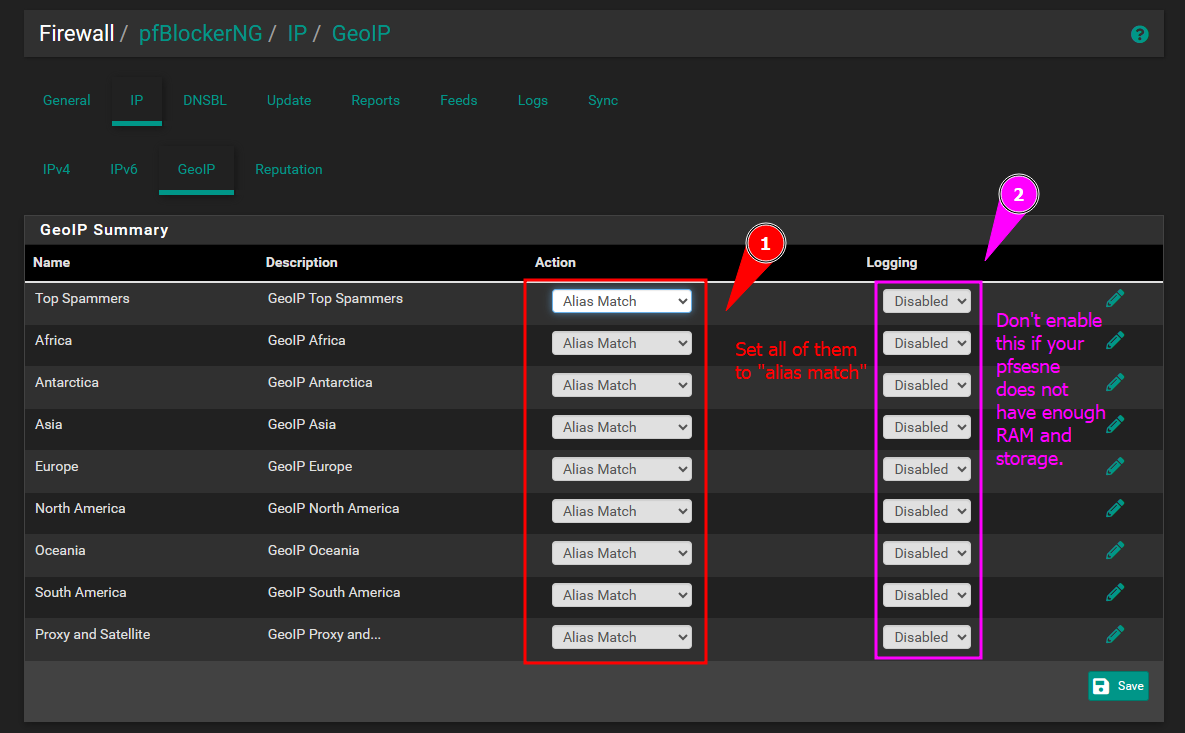 Firewall / pfBlockerNG / IP / GeoIP
General IP DNSBL Update Reports Feeds Logs Sync
IPv4 IPv6 GeoIP Reputation
2
1
GeoIP Summary
Name Description Action Logging
Top Spammers GeoIP Top Spammers Alias Match Disabled
Africa GeoIP Africa Alias Match Disabled
Antarctica GeoIP Antarctica Alias Match Disabled
Asia GeoIP Asia Alias Match Disabled
Europe GeoIP Europe Alias Match Disabled
North America GeoIP North America Alias Match Disabled
Oceania GeoIP Oceania Alias Match Disabled
South America GeoIP South America Alias Match Disabled
Proxy and Satellite GeoIP Proxy and... Alias Match Disabled
Set all of them
to "alias match"
Don't enable
this if your
pfsesne
does not
have enough
RAM and
storage.
Save